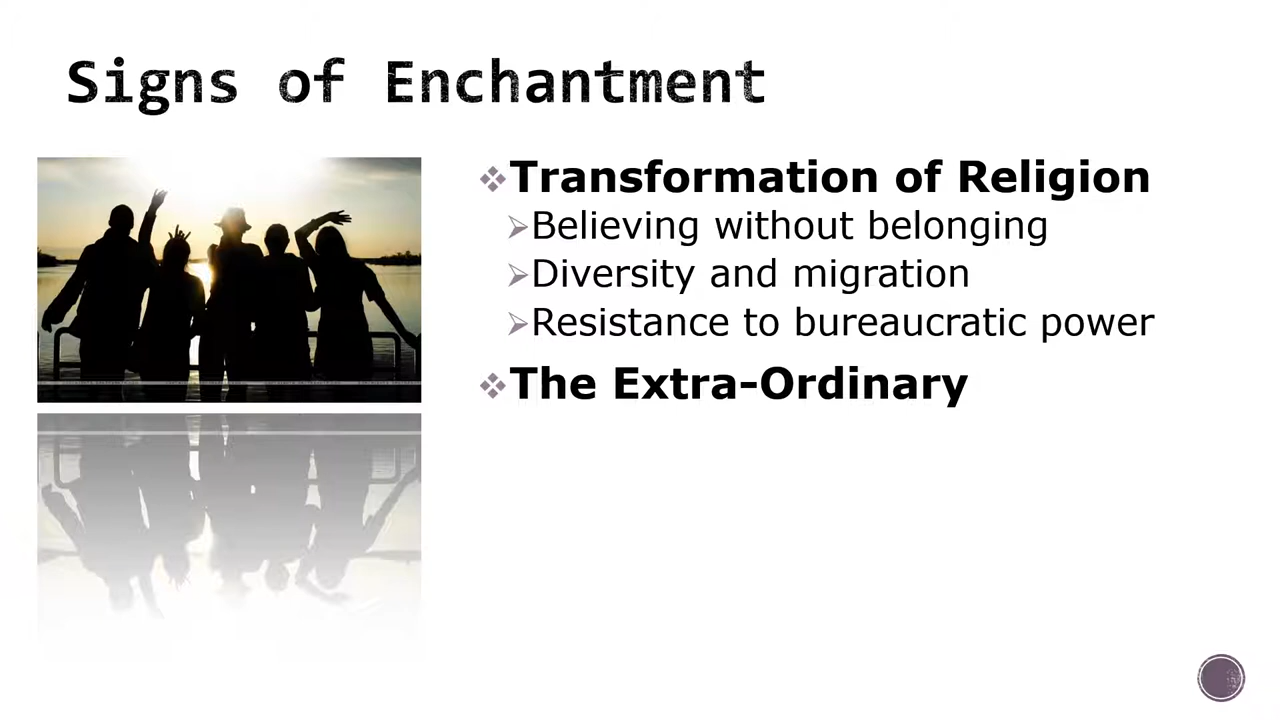 Signs of Enchantment
Transformation of Religion
Believing without belonging
Diversity and migration
Resistance to bureaucratic power
The Extra-Ordinary